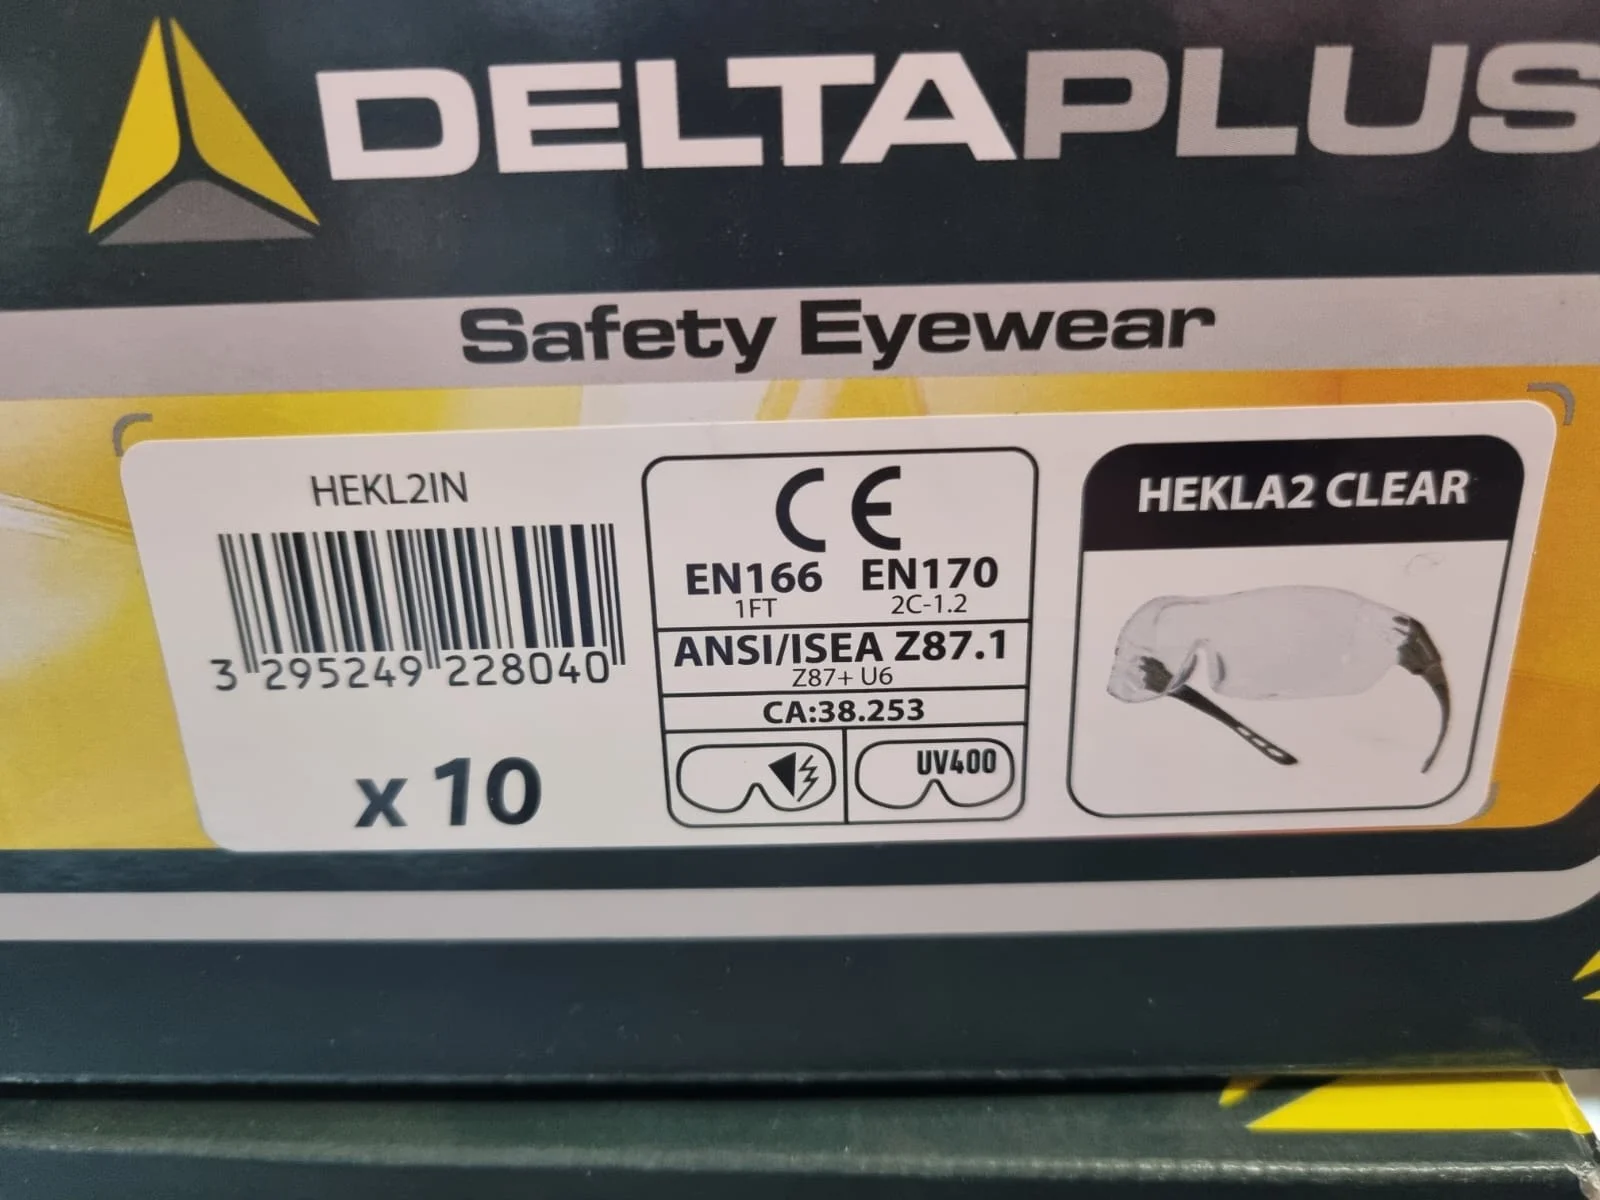 DELTAPLUS
Safety Eyewear
HEKL2IN
3 295249 228040
x 10
CE
EN166 EN170
1FT 2C-1.2
ANSI/ISEA Z87.1
Z87+ U6
CA:38.253
UV400
HEKLA2 CLEAR